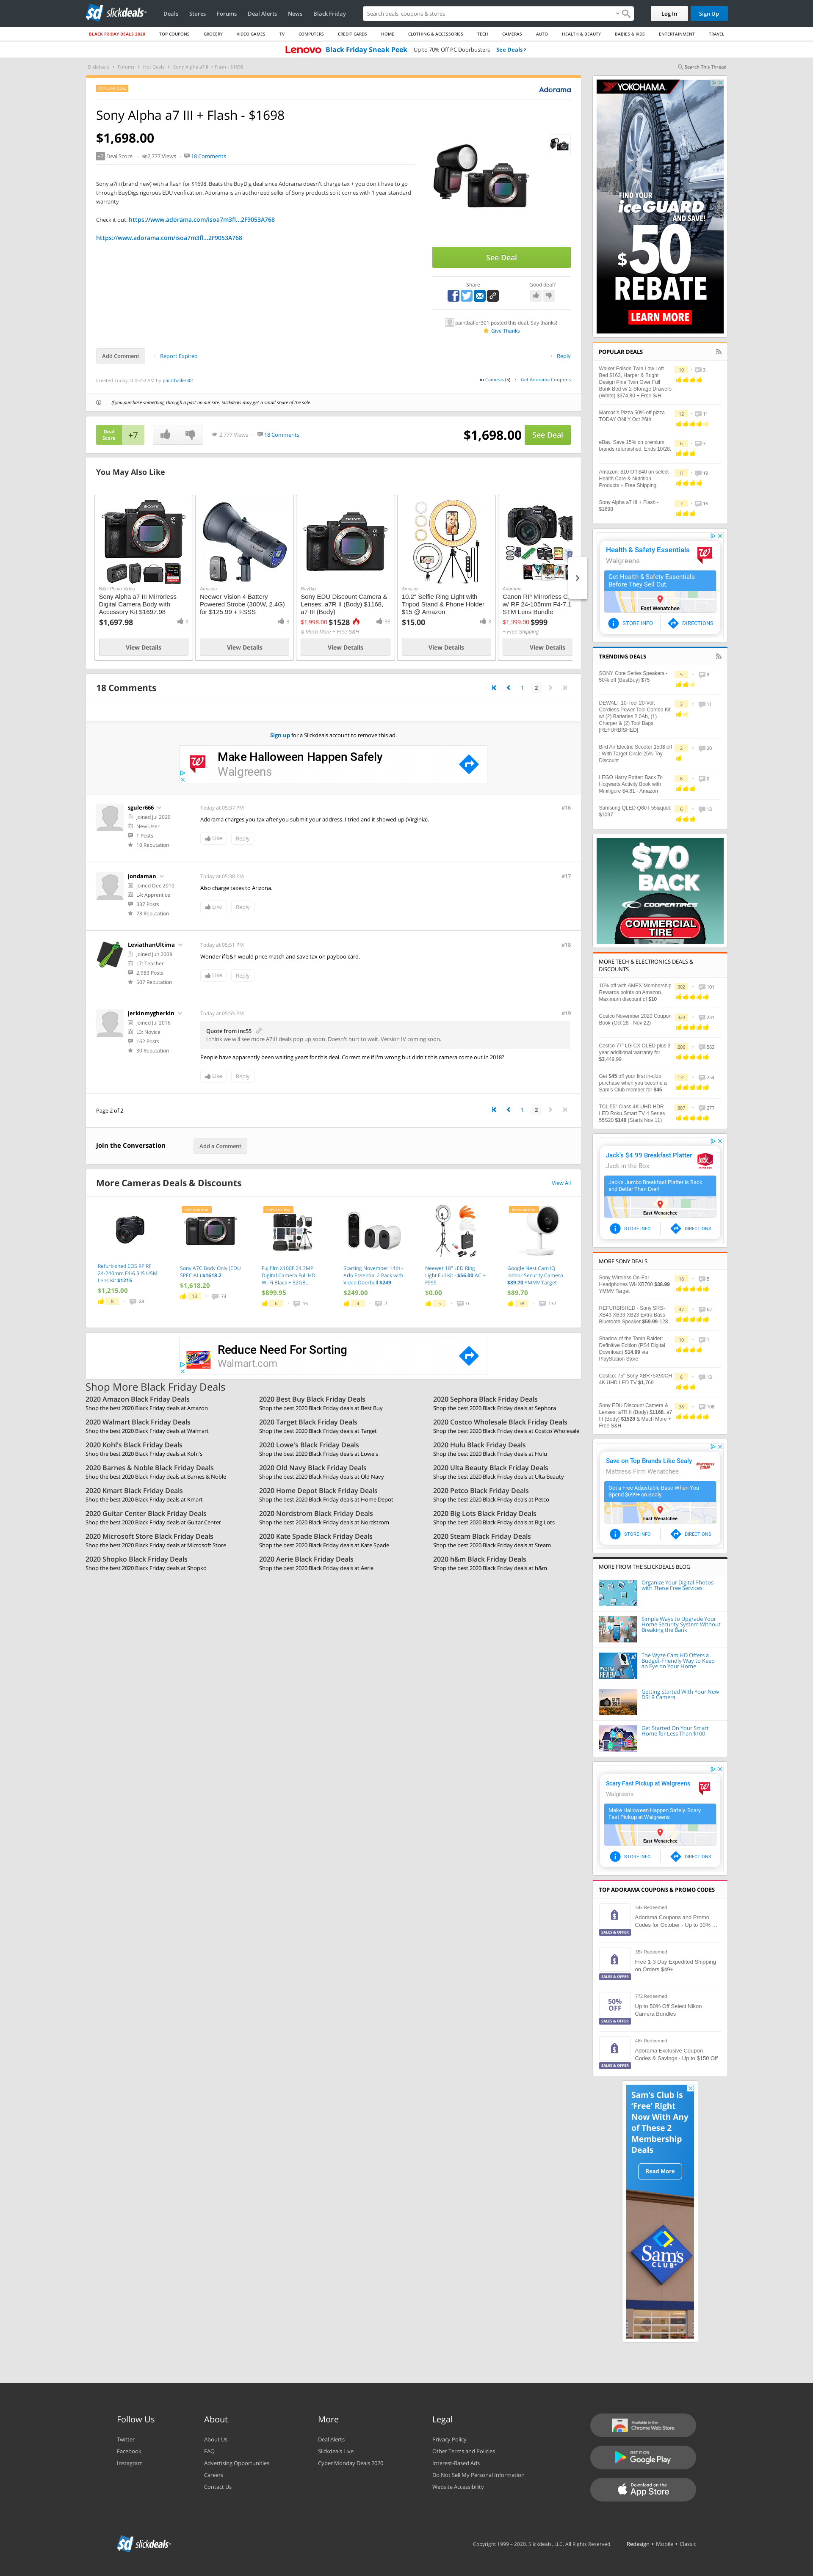 slickdeals
Deals
Stores
Forums
Deal Alerts
News
Black Friday
Search deals, coupons & stores
Log In
Sign Up
BLACK FRIDAY DEALS 2020
TOP COUPONS
GROCERY
VIDEO GAMES
TV
COMPUTERS
CREDIT CARDS
HOME
CLOTHING & ACCESSORIES
TECH
CAMERAS
AUTO
HEALTH & BEAUTY
BABIES & KIDS
ENTERTAINMENT
TRAVEL
Lenovo Black Friday Sneak Peek Up to 70% Off PC Doorbusters See Deals
Slickdeals > Forums > Hot Deals > Sony Alpha a7 III + Flash - $1698
Search This Thread
POPULAR DEAL
Adorama
Sony Alpha a7 III + Flash - $1698
$1,698.00
+7 Deal Score
2,777 Views
18 Comments
Sony a7iii (brand new) with a flash for $1698. Beats the BuyDig deal since Adorama doesn't charge tax + you don't have to go
through BuyDigs rigorous EDU verification. Adorama is an authorized seller of Sony products so it comes with 1 year standard
warranty
Check it out: https://www.adorama.com/isoa7m3fl...2F9053A768
https://www.adorama.com/isoa7m3fl...2F9053A768
See Deal
Share
Good deal?
paintballer301 posted this deal. Say thanks!
Give Thanks
Add Comment
Report Expired
Reply
Created Today at 05:53 AM by paintballer301
in Cameras (5)
Get Adorama Coupons
If you purchase something through a post on our site, Slickdeals may get a small share of the sale.
Deal Score +7
2,777 Views
18 Comments
$1,698.00
See Deal
You May Also Like
B&H Photo Video
Sony Alpha a7 III Mirrorless
Digital Camera Body with
Accessory Kit $1697.98
$1,697.98
3
View Details
Amazon
Neewer Vision 4 Battery
Powered Strobe (300W, 2.4G)
for $125.99 + FSSS
3
View Details
BuyDig
Sony EDU Discount Camera &
Lenses: a7R II (Body) $1168,
a7 III (Body)
$1,998.00 $1528
& Much More + Free S&H
View Details
Amazon
10.2" Selfie Ring Light with
Tripod Stand & Phone Holder
$15 @ Amazon
$15.00
View Details
Adorama
Canon RP Mirrorless C
w/ RF 24-105mm F4-7.1
STM Lens Bundle
$1,399.00 $999
+ Free Shipping
View Details
18 Comments
1
2
Sign up for a Slickdeals account to remove this ad.
Make Halloween Happen Safely
Walgreens
sguler666
Joined Jul 2020
New User
1 Posts
10 Reputation
Today at 05:37 PM
#16
Adorama charges you tax after you submit your address. I tried and it showed up (Virginia).
Like
Reply
jondaman
Joined Dec 2010
L4: Apprentice
337 Posts
73 Reputation
Today at 05:38 PM
#17
Also charge taxes to Arizona.
Like
Reply
LeviathanUltima
Joined Jun 2009
L7: Teacher
2,983 Posts
507 Reputation
Today at 05:51 PM
#18
Wonder if b&h would price match and save tax on payboo card.
Like
Reply
jerkinmygherkin
Joined Jul 2016
L3: Novice
162 Posts
30 Reputation
Today at 05:55 PM
#19
Quote from inc55
I think we will see more A7III deals pop up soon. Doesn't hurt to wait. Version IV coming soon.
People have apparently been waiting years for this deal. Correct me if I'm wrong but didn't this camera come out in 2018?
Like
Reply
Page 2 of 2
1
2
Join the Conversation
Add a Comment
More Cameras Deals & Discounts
View All
Refurbished EOS RP RF
24-240mm F4-6.3 IS USM
Lens Kit $1215
$1,215.00
8
28
Sony A7C Body Only (EDU
SPECIAL) $1618.2
$1,618.20
13
73
Fujifilm X100F 24.3MP
Digital Camera Full HD
Wi-Fi Black + 32GB...
$899.95
6
16
Starting November 14th -
Arlo Essential 2 Pack with
Video Doorbell $249
$249.00
4
2
Neewer 18" LED Ring
Light Full Kit - $56.00 AC +
FSSS
$0.00
5
0
Google Nest Cam IQ
Indoor Security Camera
$89.70 YMMV Target
$89.70
78
132
Reduce Need For Sorting
Walmart.com
Shop More Black Friday Deals
2020 Amazon Black Friday Deals
Shop the best 2020 Black Friday deals at Amazon
2020 Best Buy Black Friday Deals
Shop the best 2020 Black Friday deals at Best Buy
2020 Sephora Black Friday Deals
Shop the best 2020 Black Friday deals at Sephora
2020 Walmart Black Friday Deals
Shop the best 2020 Black Friday deals at Walmart
2020 Target Black Friday Deals
Shop the best 2020 Black Friday deals at Target
2020 Costco Wholesale Black Friday Deals
Shop the best 2020 Black Friday deals at Costco Wholesale
2020 Kohl's Black Friday Deals
Shop the best 2020 Black Friday deals at Kohl's
2020 Lowe's Black Friday Deals
Shop the best 2020 Black Friday deals at Lowe's
2020 Hulu Black Friday Deals
Shop the best 2020 Black Friday deals at Hulu
2020 Barnes & Noble Black Friday Deals
Shop the best 2020 Black Friday deals at Barnes & Noble
2020 Old Navy Black Friday Deals
Shop the best 2020 Black Friday deals at Old Navy
2020 Ulta Beauty Black Friday Deals
Shop the best 2020 Black Friday deals at Ulta Beauty
2020 Kmart Black Friday Deals
Shop the best 2020 Black Friday deals at Kmart
2020 Home Depot Black Friday Deals
Shop the best 2020 Black Friday deals at Home Depot
2020 Petco Black Friday Deals
Shop the best 2020 Black Friday deals at Petco
2020 Guitar Center Black Friday Deals
Shop the best 2020 Black Friday deals at Guitar Center
2020 Nordstrom Black Friday Deals
Shop the best 2020 Black Friday deals at Nordstrom
2020 Big Lots Black Friday Deals
Shop the best 2020 Black Friday deals at Big Lots
2020 Microsoft Store Black Friday Deals
Shop the best 2020 Black Friday deals at Microsoft Store
2020 Kate Spade Black Friday Deals
Shop the best 2020 Black Friday deals at Kate Spade
2020 Steam Black Friday Deals
Shop the best 2020 Black Friday deals at Steam
2020 Shopko Black Friday Deals
Shop the best 2020 Black Friday deals at Shopko
2020 Aerie Black Friday Deals
Shop the best 2020 Black Friday deals at Aerie
2020 h&m Black Friday Deals
Shop the best 2020 Black Friday deals at h&m
YOKOHAMA
FIND YOUR
iceGUARD
AND SAVE!
$50
REBATE
LEARN MORE
POPULAR DEALS
Walker Edison Twin Low Loft
Bed $163, Harper & Bright
Design Pine Twin Over Full
Bunk Bed w/ 2-Storage Drawers
(White) $374.80 + Free S/H
10
3
Marcos's Pizza 50% off pizza
TODAY ONLY Oct 26th
12
11
eBay. Save 15% on premium
brands refurbished. Ends 10/28.
6
3
Amazon: $10 Off $40 on select
Health Care & Nutrition
Products + Free Shipping
11
19
Sony Alpha a7 III + Flash -
$1698
7
16
Health & Safety Essentials
Walgreens
Get Health & Safety Essentials
Before They Sell Out.
East Wenatchee
STORE INFO
DIRECTIONS
TRENDING DEALS
SONY Core Series Speakers -
50% off (BestBuy) $75
5
9
DEWALT 10-Tool 20-Volt
Cordless Power Tool Combo Kit
w/ (2) Batteries 2.0Ah, (1)
Charger & (2) Tool Bags
[REFURBISHED]
3
11
Bird Air Electric Scooter 150$ off
: With Target Circle 25% Toy
Discount
2
20
LEGO Harry Potter: Back To
Hogwarts Activity Book with
Minifigure $4.81 - Amazon
6
0
Samsung QLED Q80T 55&quot;
$1097
6
13
$70
BACK
COOPERTIRES
COMMERCIAL
TIRE
MORE TECH & ELECTRONICS DEALS &
DISCOUNTS
10% off with AMEX Membership
Rewards points on Amazon.
Maximum discount of $10
302
101
Costco November 2020 Coupon
Book (Oct 28 - Nov 22)
323
231
Costco 77" LG CX OLED plus 3
year additional warranty for
$3,449.99
206
563
Get $45 off your first in-club
purchase when you become a
Sam's Club member for $45
131
254
TCL 55" Class 4K UHD HDR
LED Roku Smart TV 4 Series
55S20 $148 (Starts Nov 11)
887
277
Jack's $4.99 Breakfast Platter
Jack in the Box
Jack's Jumbo Breakfast Platter is Back
and Better Than Ever!
East Wenatchee
STORE INFO
DIRECTIONS
MORE SONY DEALS
Sony Wireless On-Ear
Headphones WHXB700 $38.99
YMMV Target
16
3
REFURBISHED - Sony SRS-
XB43 XB33 XB23 Extra Bass
Bluetooth Speaker $59.99-128
47
62
Shadow of the Tomb Raider:
Definitive Edition (PS4 Digital
Download) $14.99 via
PlayStation Store
10
1
Costco: 75" Sony XBR75X90CH
4K UHD LED TV $1,769
6
13
Sony EDU Discount Camera &
Lenses: a7R II (Body) $1168, a7
III (Body) $1528 & Much More +
Free S&H
38
108
Save on Top Brands Like Sealy
Mattress Firm Wenatchee
Get a Free Adjustable Base When You
Spend $699+ on Sealy.
East Wenatchee
STORE INFO
DIRECTIONS
MORE FROM THE SLICKDEALS BLOG
Organize Your Digital Photos
with These Free Services
Simple Ways to Upgrade Your
Home Security System Without
Breaking the Bank
The Wyze Cam HD Offers a
Budget-Friendly Way to Keep
an Eye on Your Home
Getting Started With Your New
DSLR Camera
Get Started On Your Smart
Home for Less Than $100
Scary Fast Pickup at Walgreens
Walgreens
Make Halloween Happen Safely. Scary
Fast Pickup at Walgreens
East Wenatchee
STORE INFO
DIRECTIONS
TOP ADORAMA COUPONS & PROMO CODES
54k Redeemed
Adorama Coupons and Promo
Codes for October - Up to 30% ...
SALES & OFFER
35k Redeemed
Free 1-3 Day Expedited Shipping
on Orders $49+
SALES & OFFER
50%
OFF
772 Redeemed
Up to 50% Off Select Nikon
Camera Bundles
SALES & OFFER
46k Redeemed
Adorama Exclusive Coupon
Codes & Savings - Up to $150 Off
SALES & OFFER
Sam's Club is
'Free' Right
Now With Any
of These 2
Membership
Deals
Read More
Sam's
CLUB
Follow Us
Twitter
Facebook
Instagram
About
About Us
FAQ
Advertising Opportunities
Careers
Contact Us
More
Deal Alerts
Slickdeals Live
Cyber Monday Deals 2020
Legal
Privacy Policy
Other Terms and Policies
Interest-Based Ads
Do Not Sell My Personal Information
Website Accessibility
Available in the
Chrome Web Store
GET IT ON
Google Play
Download on the
App Store
slickdeals
Copyright 1999 - 2020. Slickdeals, LLC. All Rights Reserved.
Redesign • Mobile • Classic